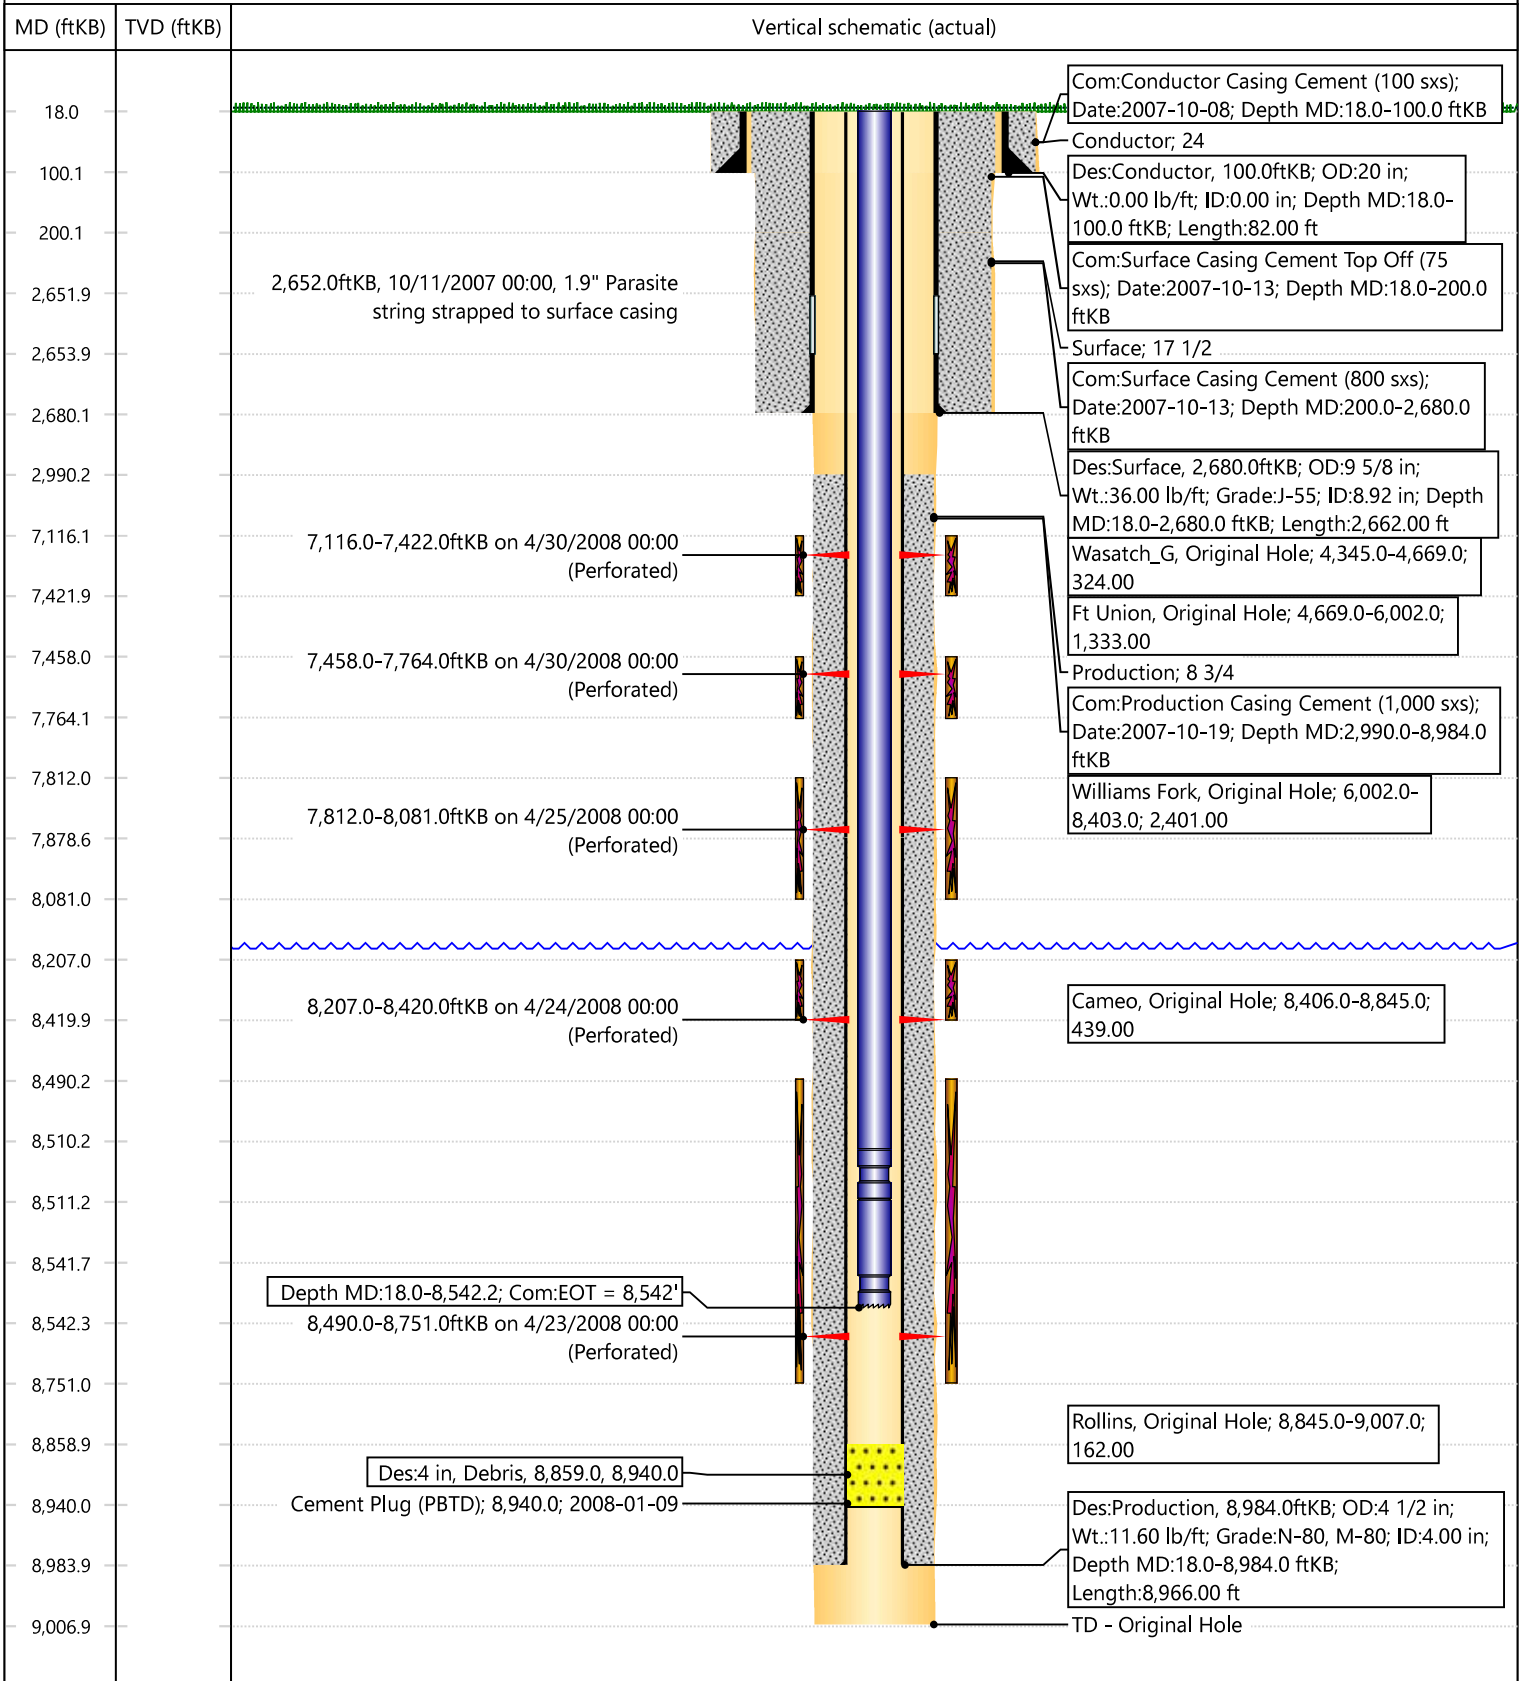 MD (ftKB)
TVD (ftKB)
Vertical schematic (actual)
18.0
100.1
200.1
2,651.9
2,653.9
2,680.1
2,990.2
7,116.1
7,421.9
7,458.0
7,764.1
7,812.0
7,878.6
8,081.0
8,207.0
8,419.9
8,490.2
8,510.2
8,511.2
8,541.7
8,542.3
8,751.0
8,858.9
8,940.0
8,983.9
9,006.9
2,652.0ftKB, 10/11/2007 00:00, 1.9" Parasite
string strapped to surface casing
7,116.0-7,422.0ftKB on 4/30/2008 00:00
(Perforated)
7,458.0-7,764.0ftKB on 4/30/2008 00:00
(Perforated)
7,812.0-8,081.0ftKB on 4/25/2008 00:00
(Perforated)
8,207.0-8,420.0ftKB on 4/24/2008 00:00
(Perforated)
Depth MD:18.0-8,542.2; Com:EOT = 8,542'
8,490.0-8,751.0ftKB on 4/23/2008 00:00
(Perforated)
Des:4 in, Debris, 8,859.0, 8,940.0
Cement Plug (PBTD); 8,940.0; 2008-01-09
Com:Conductor Casing Cement (100 sxs);
Date:2007-10-08; Depth MD:18.0-100.0 ftKB
Conductor; 24
Des:Conductor, 100.0ftKB; OD:20 in;
Wt.:0.00 lb/ft; ID:0.00 in; Depth MD:18.0-
100.0 ftKB; Length:82.00 ft
Com:Surface Casing Cement Top Off (75
sxs); Date:2007-10-13; Depth MD:18.0-200.0
ftKB
Surface; 17 1/2
Com:Surface Casing Cement (800 sxs);
Date:2007-10-13; Depth MD:200.0-2,680.0
ftKB
Des:Surface, 2,680.0ftKB; OD:9 5/8 in;
Wt.:36.00 lb/ft; Grade:J-55; ID:8.92 in; Depth
MD:18.0-2,680.0 ftKB; Length:2,662.00 ft
Wasatch_G, Original Hole; 4,345.0-4,669.0;
324.00
Ft Union, Original Hole; 4,669.0-6,002.0;
1,333.00
Production; 8 3/4
Com:Production Casing Cement (1,000 sxs);
Date:2007-10-19; Depth MD:2,990.0-8,984.0
ftKB
Williams Fork, Original Hole; 6,002.0-
8,403.0; 2,401.00
Cameo, Original Hole; 8,406.0-8,845.0;
439.00
Rollins, Original Hole; 8,845.0-9,007.0;
162.00
Des:Production, 8,984.0ftKB; OD:4 1/2 in;
Wt.:11.60 lb/ft; Grade:N-80, M-80; ID:4.00 in;
Depth MD:18.0-8,984.0 ftKB;
Length:8,966.00 ft
TD - Original Hole